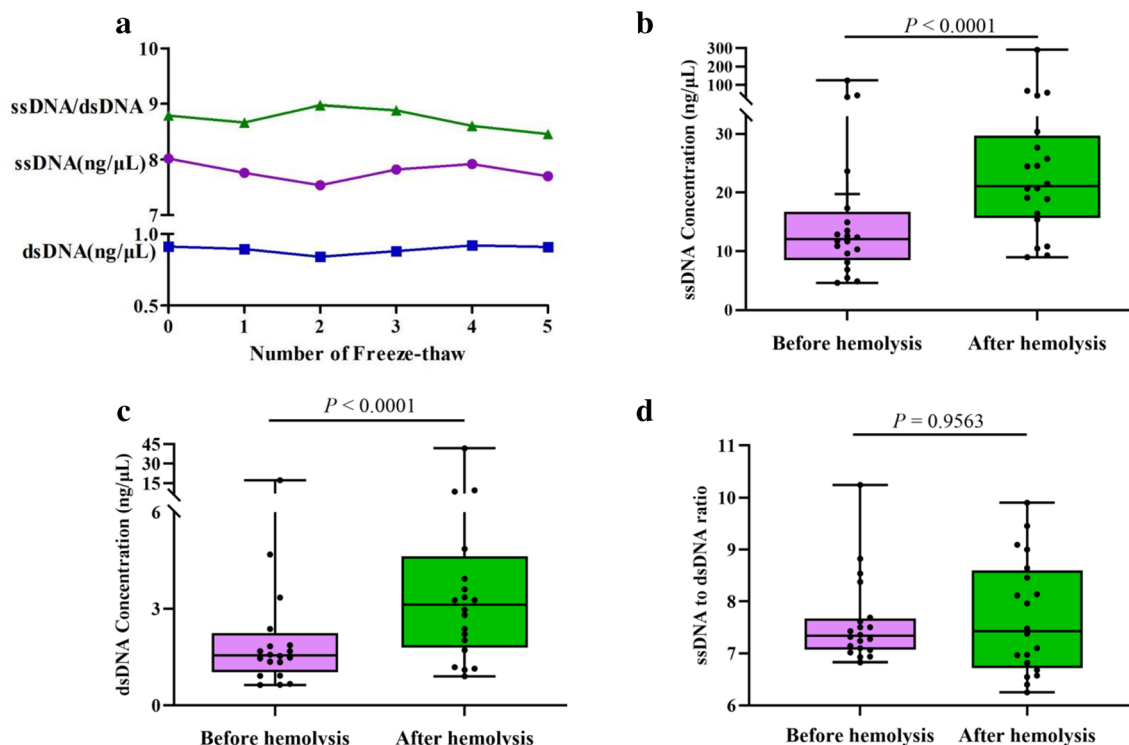 a
10
9
8
7
1.0
0.5
ssDNA/dsDNA
ssDNA(ng/μL)
dsDNA(ng/μL)
0 1 2 3 4 5
Number of Freeze-thaw
b
P < 0.0001
ssDNA Concentration (ng/μL)
300
200
100
30
20
10
0
Before hemolysis After hemolysis
c
P < 0.0001
dsDNA Concentration (ng/μL)
45
30
15
6
3
0
Before hemolysis After hemolysis
d
P = 0.9563
ssDNA to dsDNA ratio
11
10
9
8
7
6
Before hemolysis After hemolysis